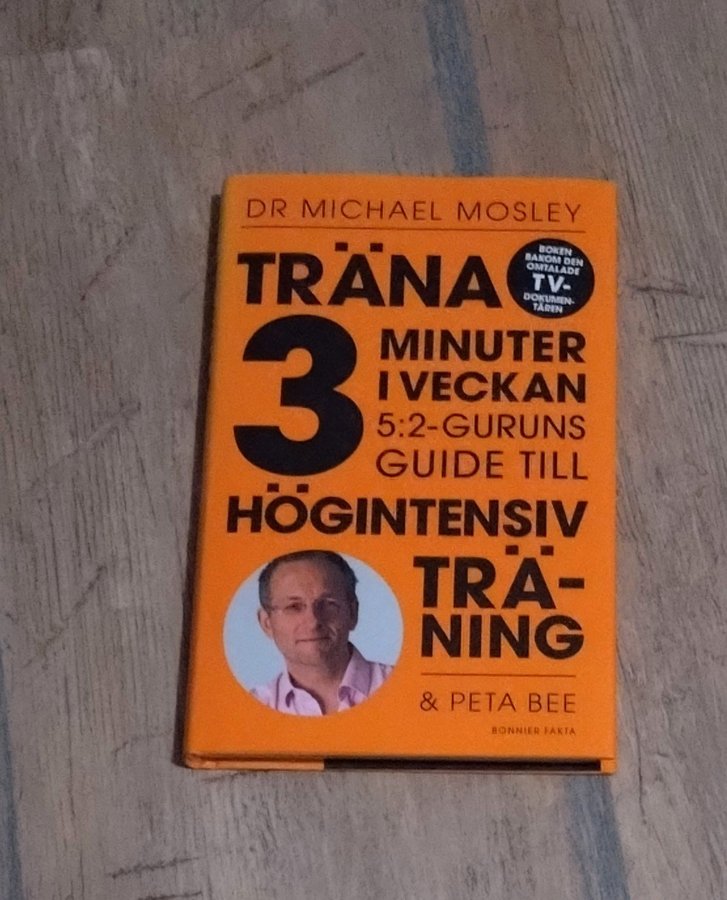 DR MICHAEL MOSLEY
TRÄNA
BOKEN
BAKOM DEN
OMTALADE
TV-
DOKUMEN-
TÄREN
3 MINUTER
I VECKAN
5:2-GURUNS
GUIDE TILL
HÖGINTENSIV
TRÄ-
NING
& PETA BEE
BONNIER FAKTA